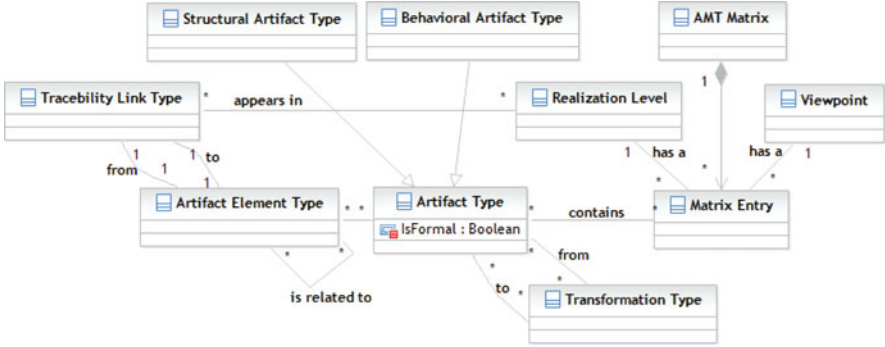 Structural Artifact Type
Behavioral Artifact Type
AMT Matrix
Tracebility Link Type
* appears in *
Realization Level
1
Viewpoint
from
1
1
1
to
1
1 has a
*
*
has a 1
*
Artifact Element Type
* *
Artifact Type
IsFormal : Boolean
* contains *
Matrix Entry
*
*
is related to
*
to
*
*
from
*
Transformation Type